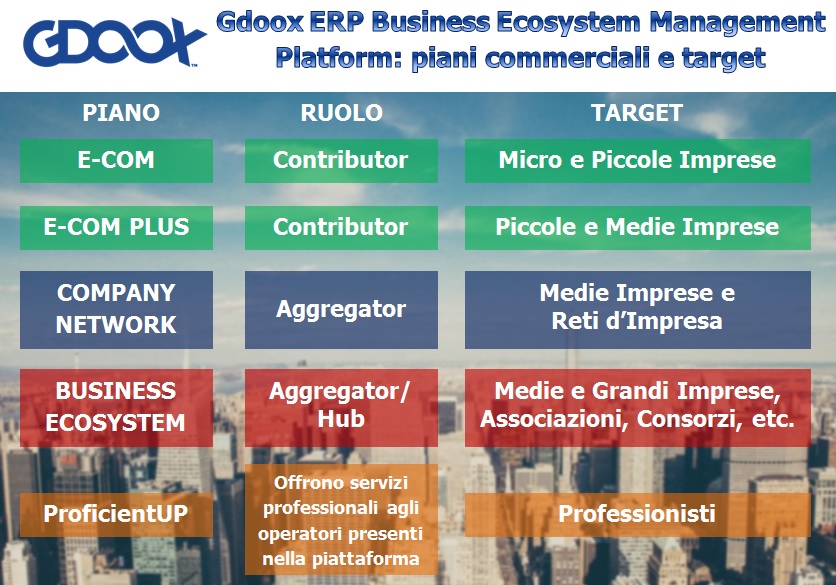 GDOOX™
Gdoox ERP Business Ecosystem Management
Platform: piani commerciali e target
PIANO RUOLO TARGET
E-COM Contributor Micro e Piccole Imprese
E-COM PLUS Contributor Piccole e Medie Imprese
COMPANY
NETWORK
Aggregator
Medie Imprese e
Reti d'Impresa
BUSINESS
ECOSYSTEM
Aggregator/
Hub
Medie e Grandi Imprese,
Associazioni, Consorzi, etc.
ProficientUP
Offrono servizi
professionali agli
operatori presenti
nella piattaforma
Professionisti